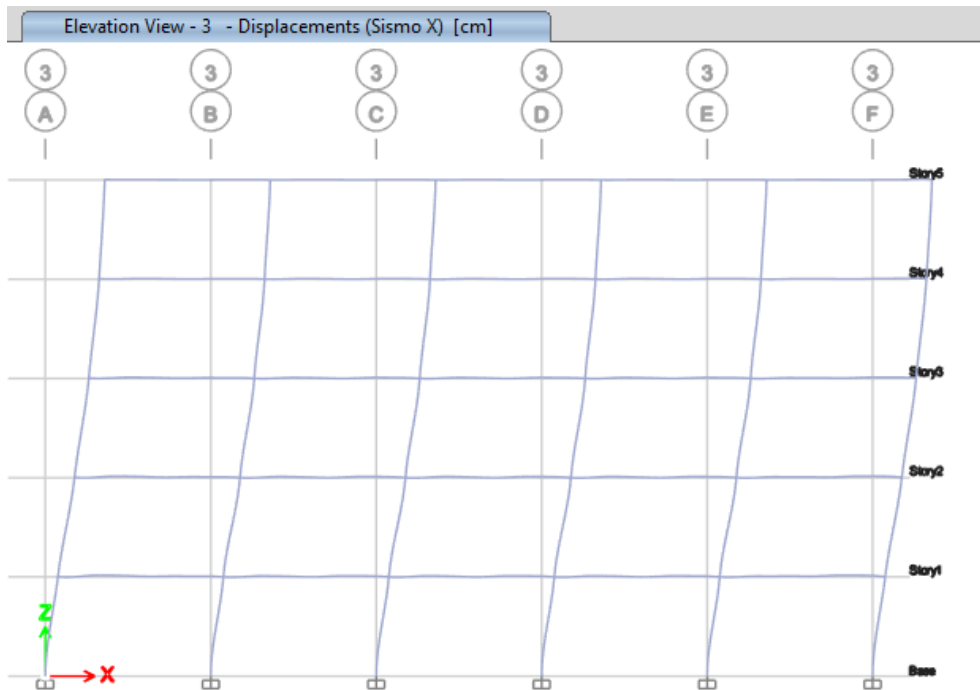 Elevation View - 3 - Displacements (Sismo X) [cm]
3 3 3 3 3 3
A B C D E F
Story5
Story4
Story3
Story2
Story1
Z
X
Base